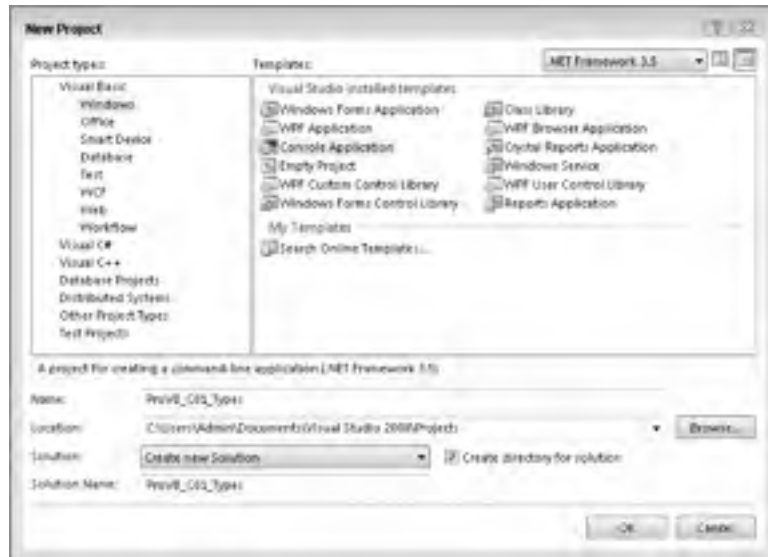 New Project
Project types:
Templates:
.NET Framework 3.5
Visual Basic
Windows
Office
Smart Device
Database
Test
WCF
Web
Workflow
Visual C#
Visual C++
Database Projects
Distributed Systems
Other Project Types
Test Projects
Visual Studio installed templates
Windows Forms Application
Class Library
WPF Application
WPF Browser Application
Console Application
Crystal Reports Application
Empty Project
Windows Service
WPF Custom Control Library
WPF User Control Library
Windows Forms Control Library
Reports Application
My Templates
Search Online Templates...
A project for creating a command-line application (.NET Framework 3.5)
Name:
ProVB_C01_Types
Location:
C:\Users\Admin\Documents\Visual Studio 2008\Projects
Browse...
Solution:
Create new Solution
Create directory for solution
Solution Name:
ProVB_C01_Types
OK
Cancel